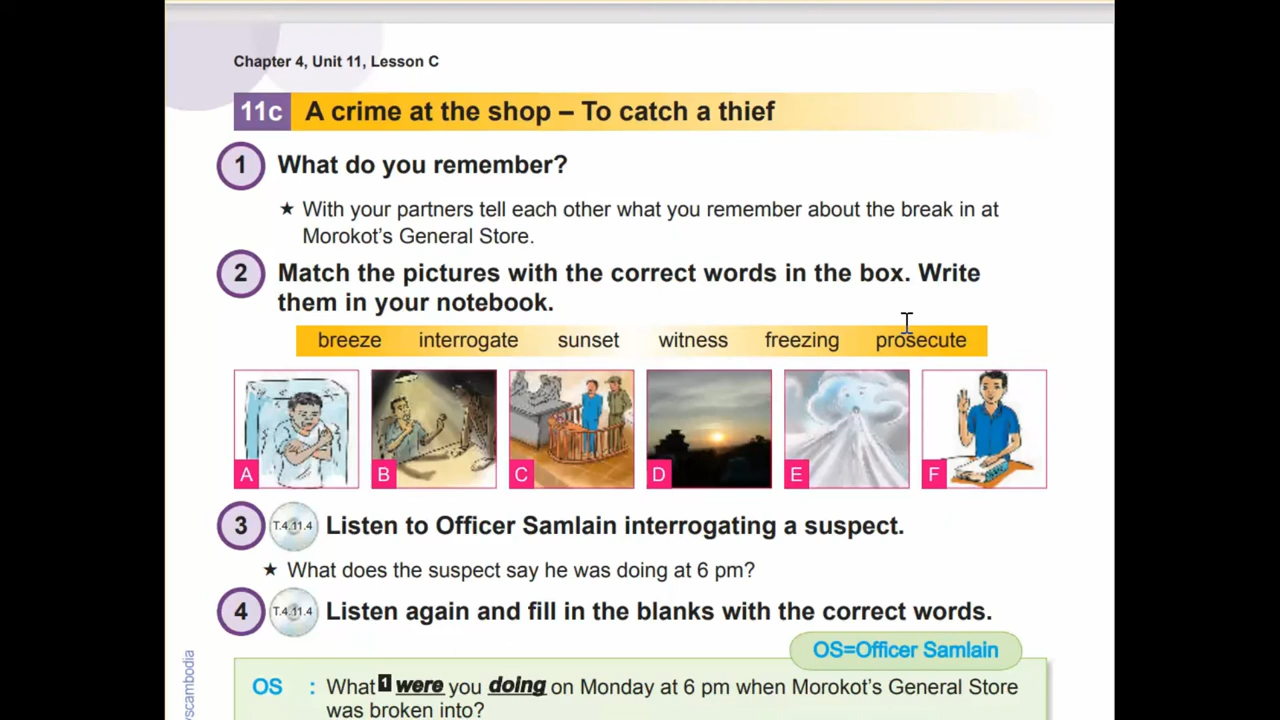 Chapter 4, Unit 11, Lesson C
11c A crime at the shop – To catch a thief
1 What do you remember?
★ With your partners tell each other what you remember about the break in at
Morokot's General Store.
2 Match the pictures with the correct words in the box. Write
them in your notebook.
breeze interrogate sunset witness freezing prosecute
A B C D E F
3 T.4.11.4 Listen to Officer Samlain interrogating a suspect.
★ What does the suspect say he was doing at 6 pm?
4 T.4.11.4 Listen again and fill in the blanks with the correct words.
OS=Officer Samlain
OS : What 1 were you doing on Monday at 6 pm when Morokot's General Store
was broken into?
yscambodia